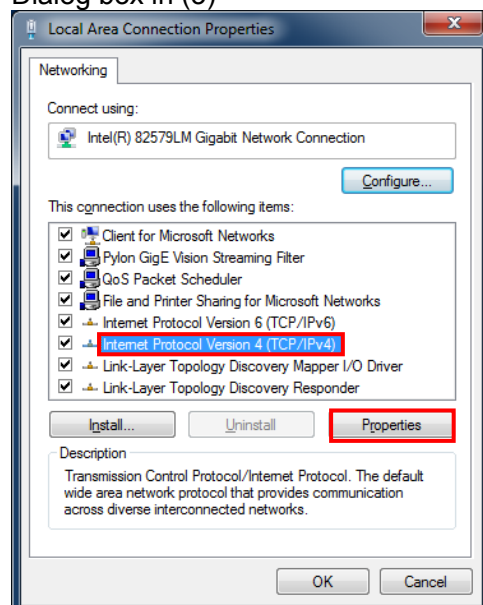 Dialog box in (3)
Local Area Connection Properties
Networking
Connect using:
Intel(R) 82579LM Gigabit Network Connection
Configure...
This connection uses the following items:
Client for Microsoft Networks
Pylon GigE Vision Streaming Filter
QoS Packet Scheduler
File and Printer Sharing for Microsoft Networks
Internet Protocol Version 6 (TCP/IPv6)
Internet Protocol Version 4 (TCP/IPv4)
Link-Layer Topology Discovery Mapper I/O Driver
Link-Layer Topology Discovery Responder
Install... Uninstall Properties
Description
Transmission Control Protocol/Internet Protocol. The default
wide area network protocol that provides communication
across diverse interconnected networks.
OK Cancel